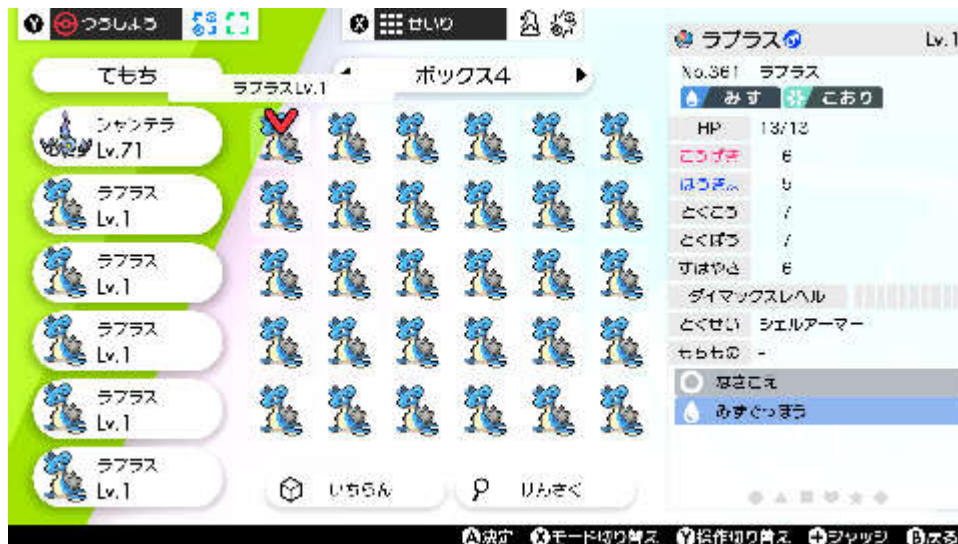 Y つうしよう
X せいり
てもち
ラプラスLv.1
ボックス4
シャンデラ
Lv.71
ラプラス
Lv.1
ラプラス
Lv.1
ラプラス
Lv.1
ラプラス
Lv.1
ラプラス
Lv.1
いちらん
けんさく
ラプラス Lv.1
No.361 ラプラス
みず こおり
HP 13/13
こうげき 6
ぼうぎょ 5
とくこう 7
とくぼう 7
すばやさ 6
ダイマックスレベル
とくせい シェルアーマー
もちもの -
なきごえ
みずでっぽう
A決定 Xモード切り替え Y操作切り替え +ジャッジ B戻る